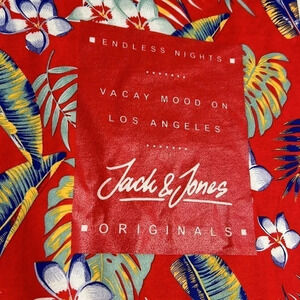 ENDLESS NIGHTS
VACAY MOOD ON
LOS ANGELES
Jack & Jones
ORIGINALS